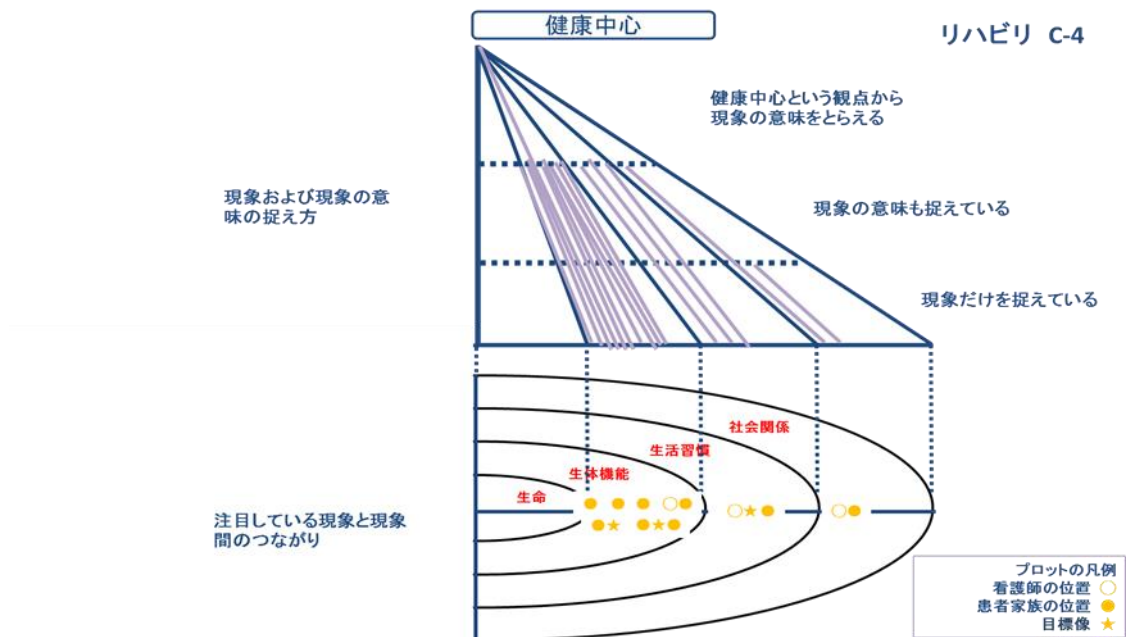 健康中心
リハビリ C-4
健康中心という観点から
現象の意味をとらえる
現象および現象の意
味の捉え方
現象の意味も捉えている
現象だけを捉えている
社会関係
生活習慣
生体機能
生命
注目している現象と現象
間のつながり
プロットの凡例
看護師の位置 ○
患者家族の位置 ●
目標像 ★